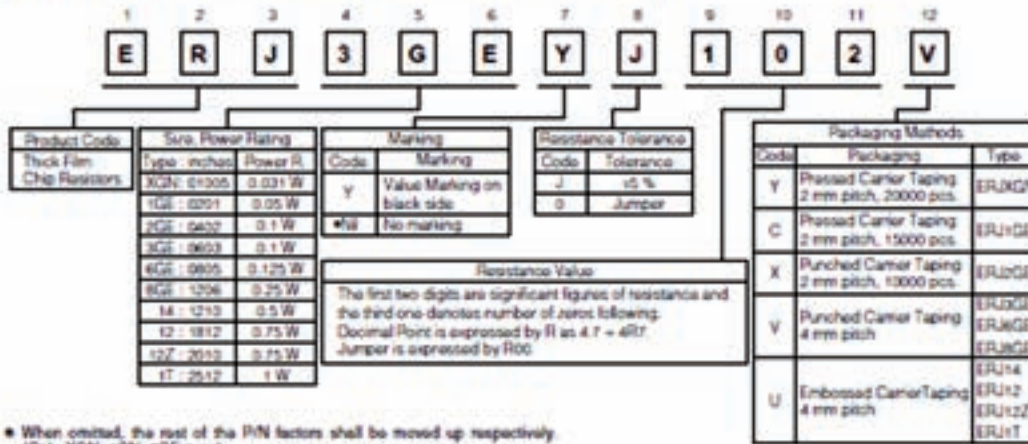 1 2 3 4 5 6 7 8 9 10 11 12
E R J 3 G E Y J 1 0 2 V
Product Code
Thick Film
Chip Resistors
Size, Power Rating
Type : inches Power R.
XGN: 01005 0.031 W
1GE : 0201 0.05 W
2GE : 0402 0.1 W
3GE : 0603 0.1 W
6GE : 0805 0.125 W
8GE : 1206 0.25 W
14 : 1210 0.5 W
12 : 1812 0.75 W
12Z : 2010 0.75 W
1T : 2512 1 W
Marking
Code Marking
Y Value Marking on
black side
●Nil No marking
Resistance Tolerance
Code Tolerance
J ±5 %
0 Jumper
Resistance Value
The first two digits are significant figures of resistance and
the third one denotes number of zeros following.
Decimal Point is expressed by R as 4.7 = 4R7.
Jumper is expressed by R00
Packaging Methods
Code Packaging Type
Y Pressed Carrier Taping
2 mm pitch, 20000 pcs. ERJXGN
C Pressed Carrier Taping
2 mm pitch, 15000 pcs. ERJ1GE
X Punched Carrier Taping
2 mm pitch, 10000 pcs. ERJ2GE
V Punched Carrier Taping
4 mm pitch
ERJ3GE
ERJ6GE
ERJ8GE
U Embossed CarrierTaping
4 mm pitch
ERJ14
ERJ12
ERJ12Z
ERJ1T
● When omitted, the rest of the P/N factors shall be moved up respectively.